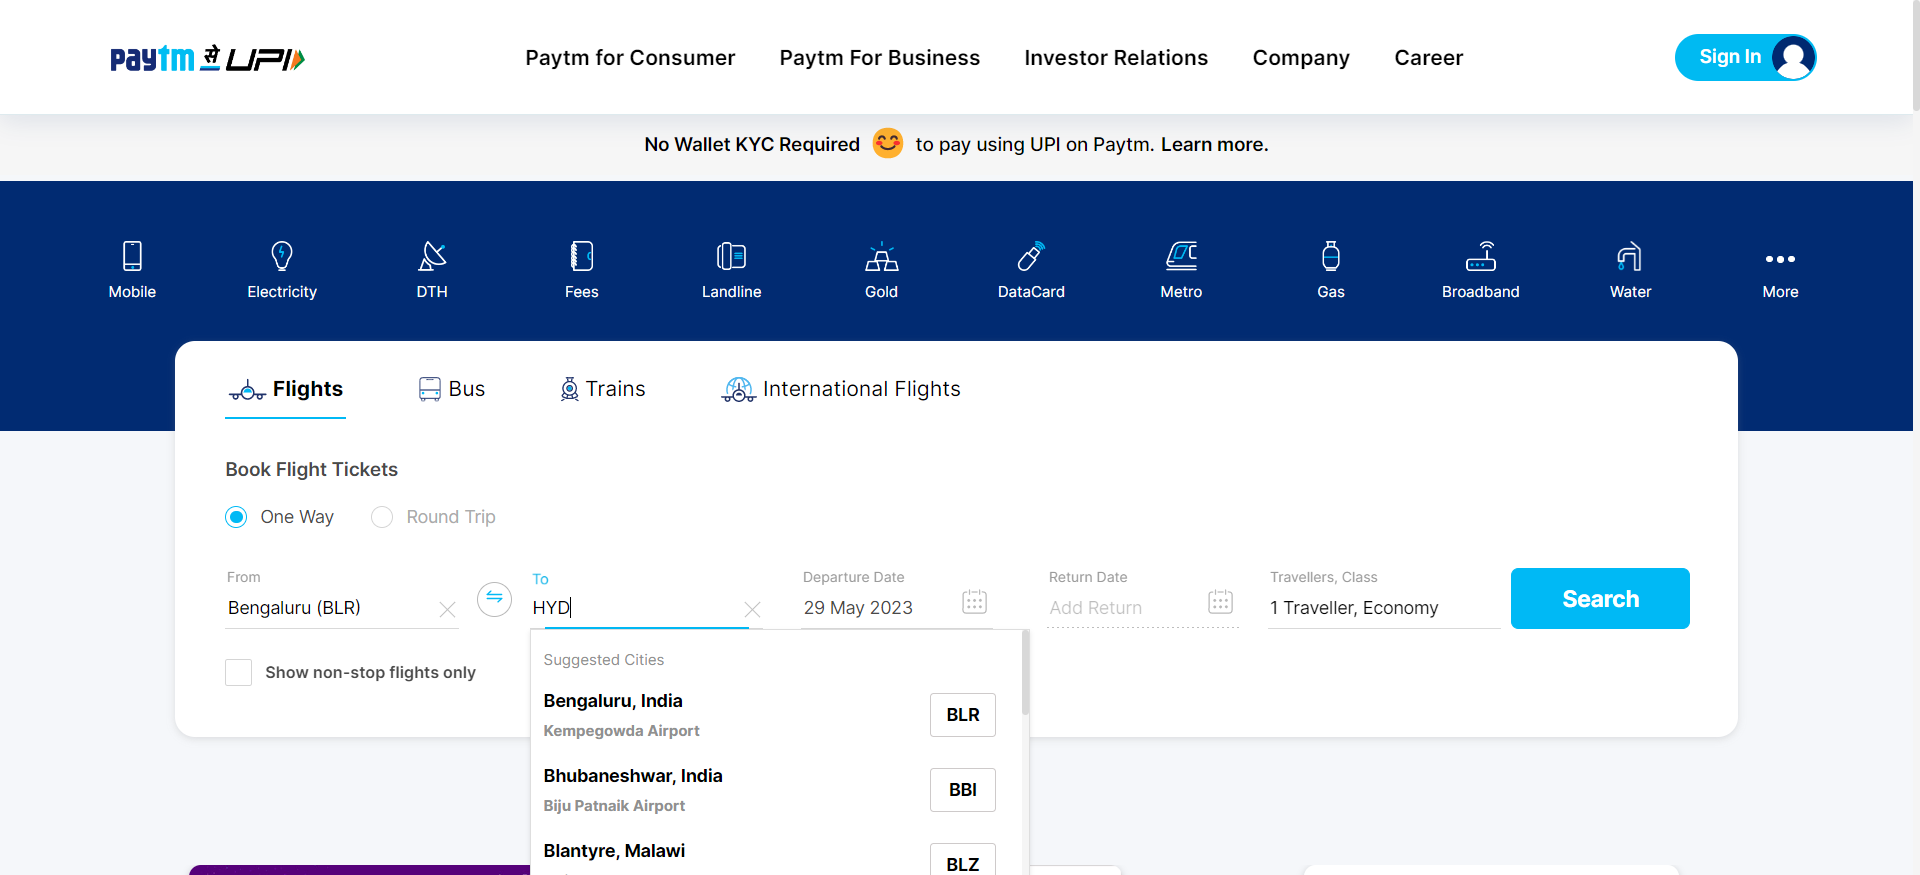 paytm से UPI
Paytm for Consumer
Paytm For Business
Investor Relations
Company
Career
Sign In
No Wallet KYC Required to pay using UPI on Paytm. Learn more.
Mobile
Electricity
DTH
Fees
Landline
Gold
DataCard
Metro
Gas
Broadband
Water
More
Flights
Bus
Trains
International Flights
Book Flight Tickets
One Way
Round Trip
From
Bengaluru (BLR)
To
HYD
Departure Date
29 May 2023
Return Date
Add Return
Travellers, Class
1 Traveller, Economy
Search
Show non-stop flights only
Suggested Cities
Bengaluru, India
Kempegowda Airport
BLR
Bhubaneshwar, India
Biju Patnaik Airport
BBI
Blantyre, Malawi
BLZ